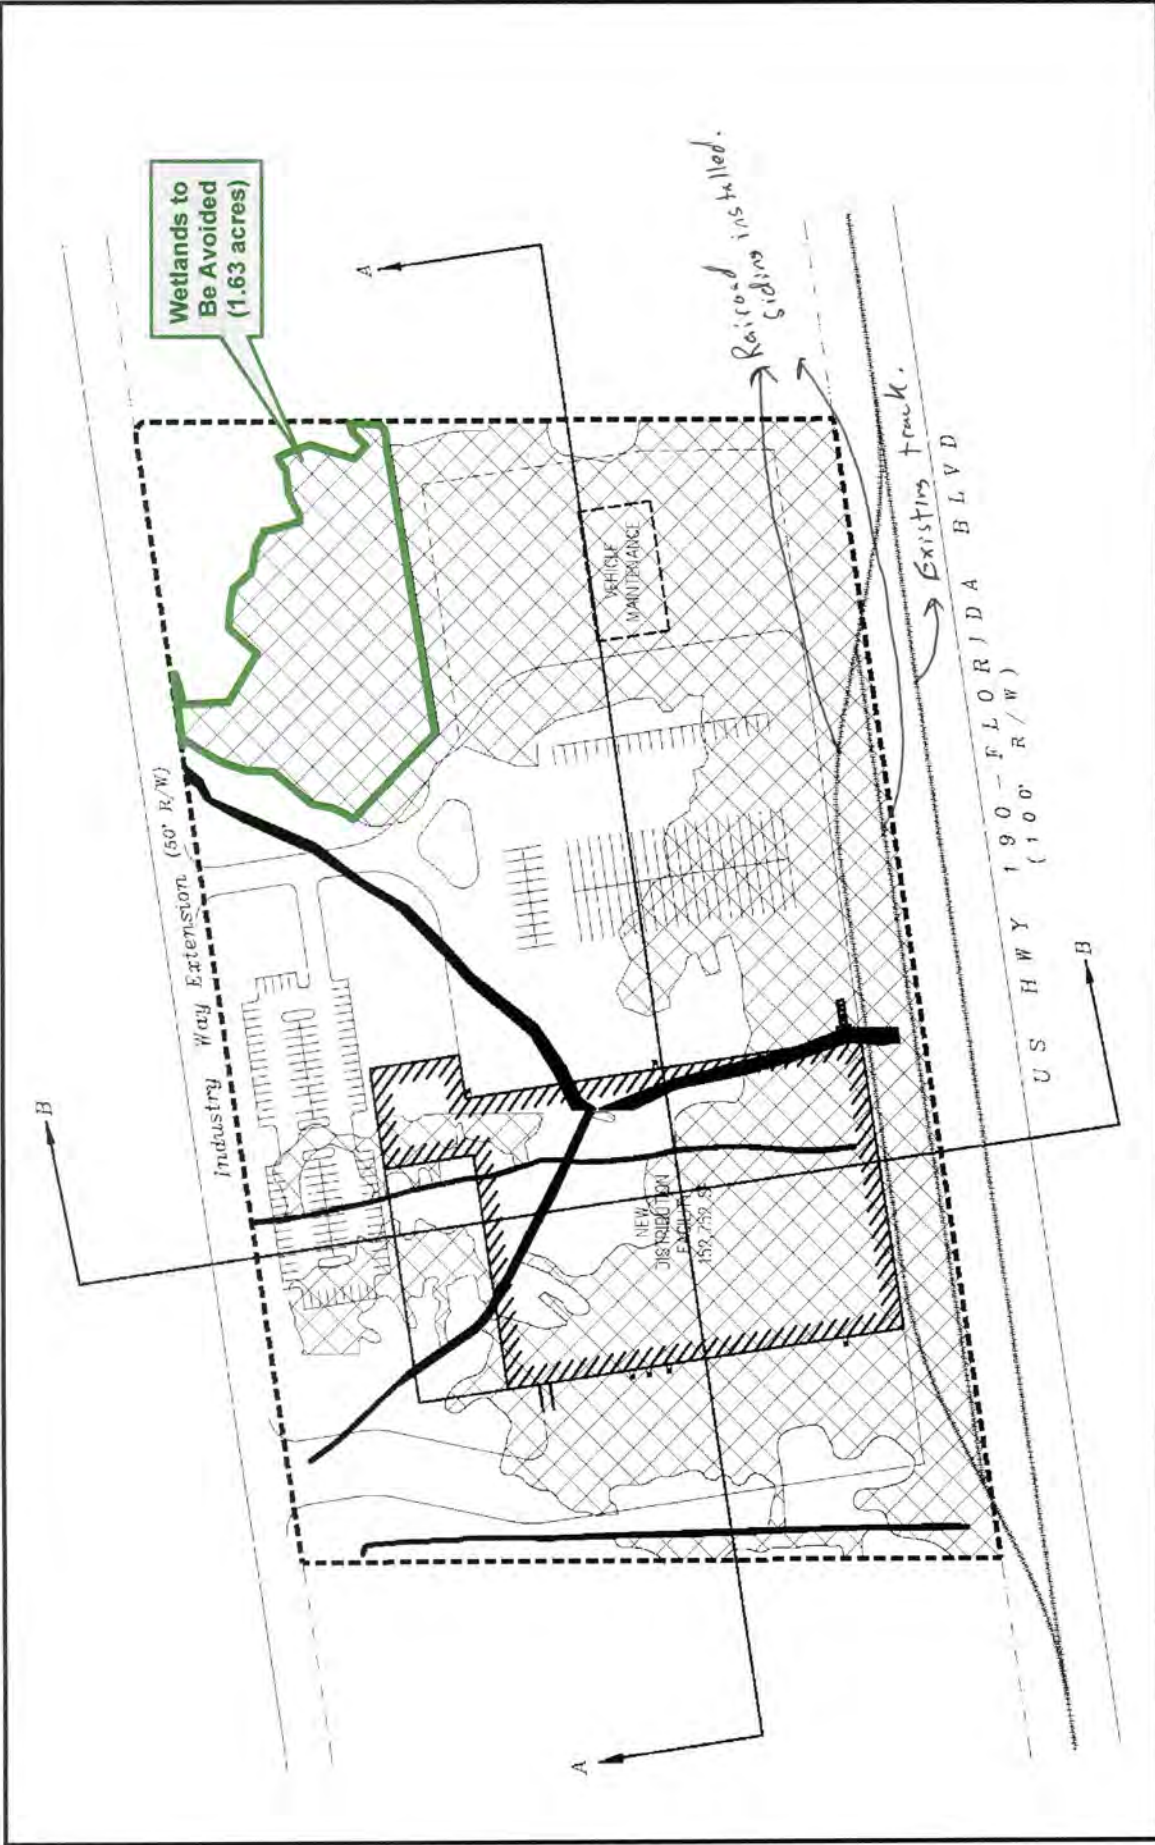 Wetlands to
Be Avoided
(1.63 acres)
A
Railroad installed.
siding
Existing track.
US HWY 190-FLORIDA BLVD
(100' R/W)
VEHICLE
MAINTENANCE
Industry Way Extension (50' R/W)
B
B
NEW
DISTRIBUTION
A